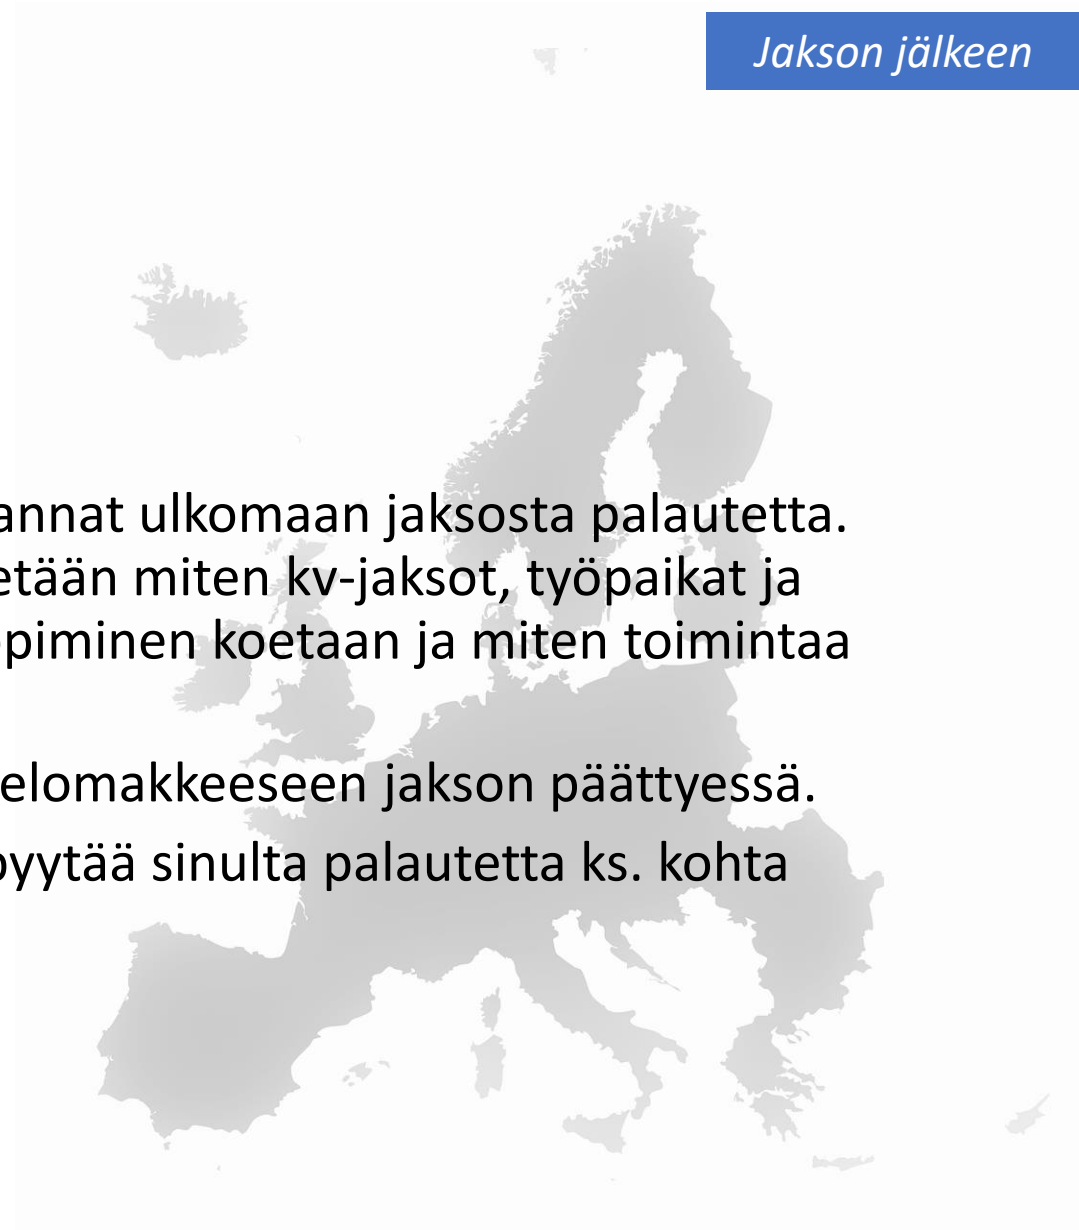 Jakson jälkeen
annat ulkomaan jaksosta palautetta.
etään miten kv-jaksot, työpaikat ja
piminen koetaan ja miten toimintaa
elomakkeeseen jakson päättyessä.
pyytää sinulta palautetta ks. kohta